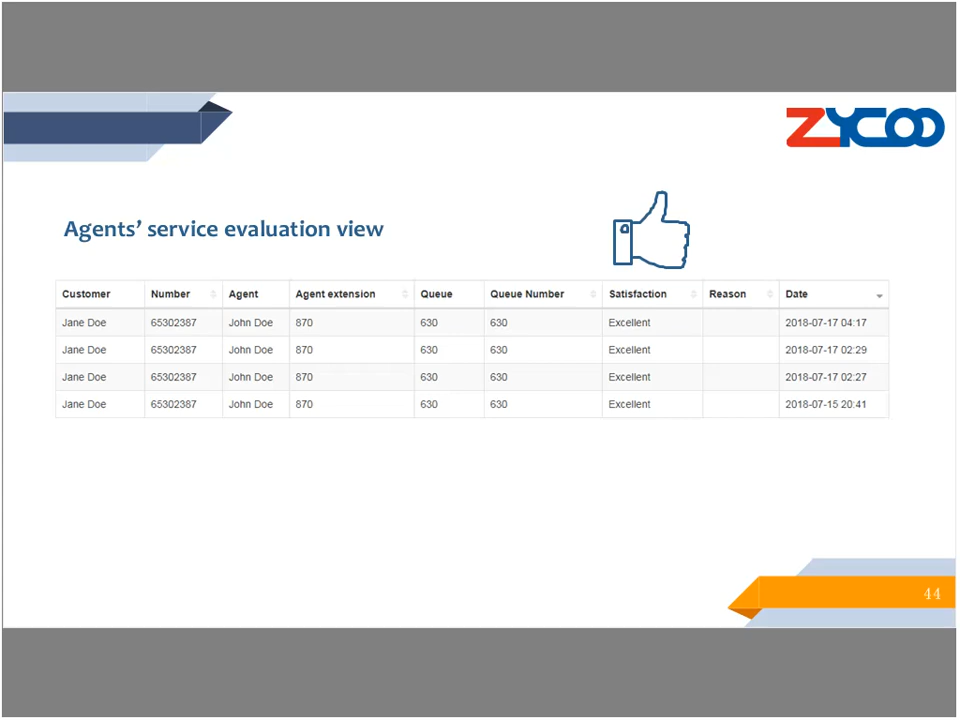 ZYCOO
Agents’ service evaluation view
Customer Number Agent Agent extension Queue Queue Number Satisfaction Reason Date
Jane Doe 65302387 John Doe 870 630 630 Excellent 2018-07-17 04:17
Jane Doe 65302387 John Doe 870 630 630 Excellent 2018-07-17 02:29
Jane Doe 65302387 John Doe 870 630 630 Excellent 2018-07-17 02:27
Jane Doe 65302387 John Doe 870 630 630 Excellent 2018-07-15 20:41
44